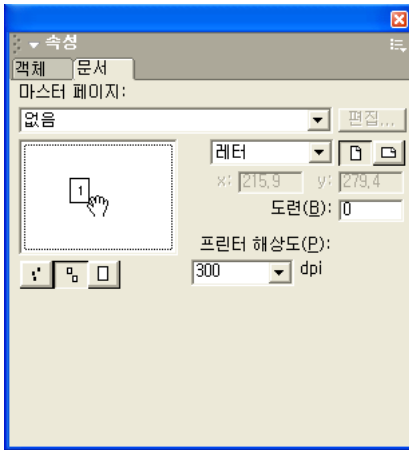 속성
객체 문서
마스터 페이지:
없음 편집...
레터
1
x: 215,9 y: 279,4
도련(B): 0
프린터 해상도(P):
300 dpi